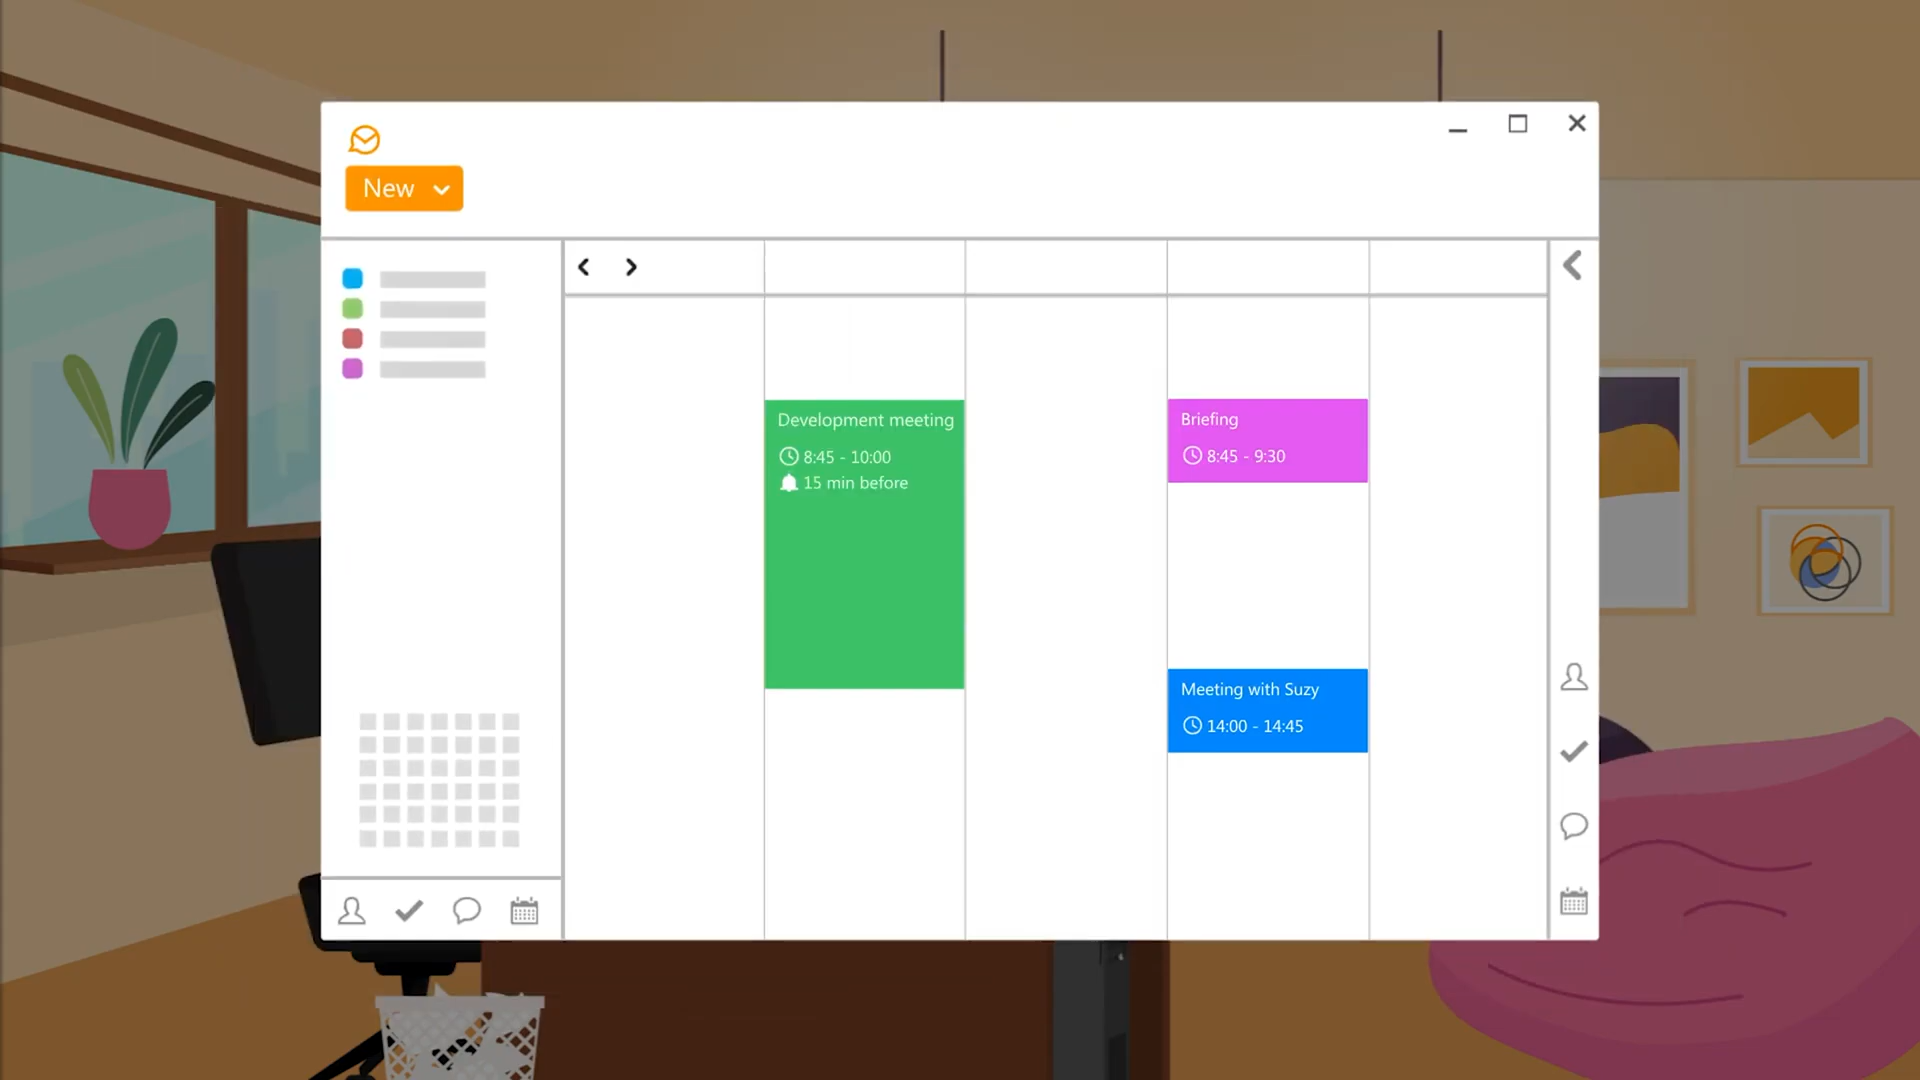 New
Development meeting
8:45 - 10:00
15 min before
Briefing
8:45 - 9:30
Meeting with Suzy
14:00 - 14:45